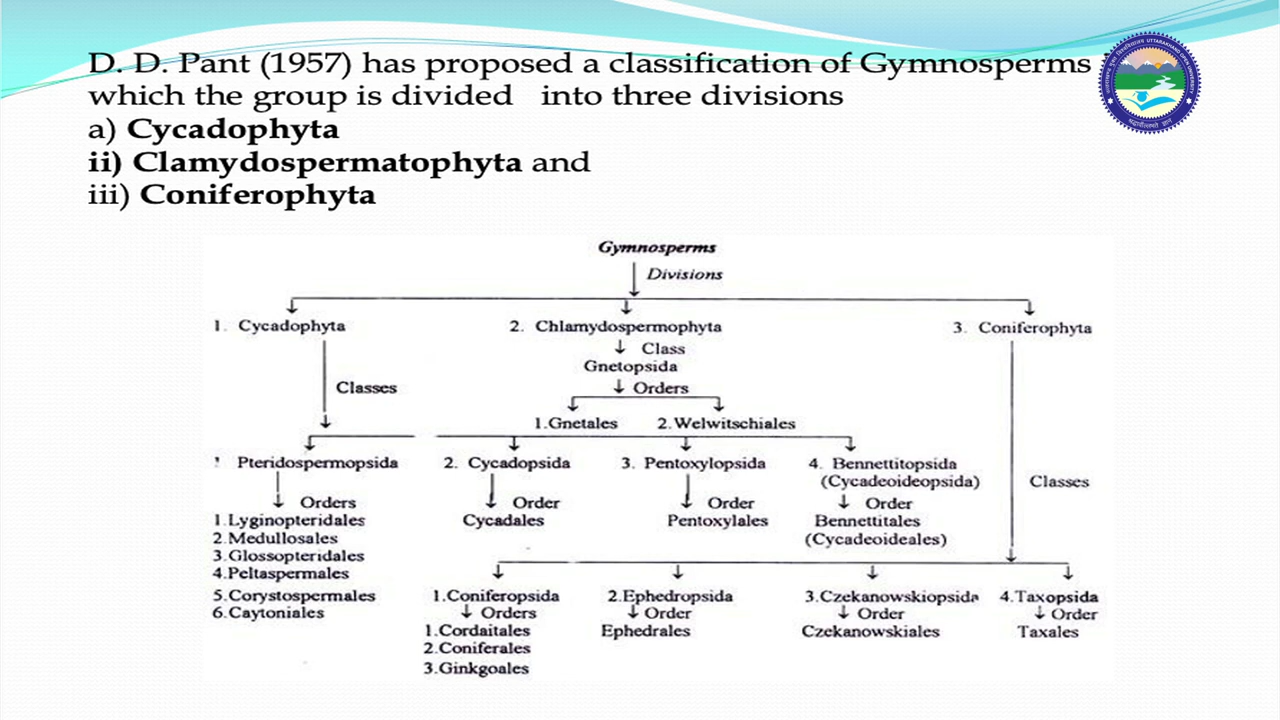 D. D. Pant (1957) has proposed a classification of Gymnosperms
which the group is divided into three divisions
a) Cycadophyta
ii) Clamydospermatophyta and
iii) Coniferophyta
Gymnosperms
Divisions
1. Cycadophyta 2. Chlamydospermophyta 3. Coniferophyta
Class
Gnetopsida
Classes Orders
1.Gnetales 2.Welwitschiales
Pteridospermopsida 2. Cycadopsida 3. Pentoxylopsida 4. Bennettitopsida
(Cycadeoideopsida) Classes
Orders Order Order Order
1.Lyginopteridales Cycadales Pentoxylales Bennettitales
2.Medullosales (Cycadeoideales)
3.Glossopteridales
4.Peltaspermales
5.Corystospermales 1.Coniferopsida 2.Ephedropsida 3.Czekanowskiopsida 4.Taxopsida
6.Caytoniales Orders Order Order Order
1.Cordaitales Ephedrales Czekanowskiales Taxales
2.Coniferales
3.Ginkgoales